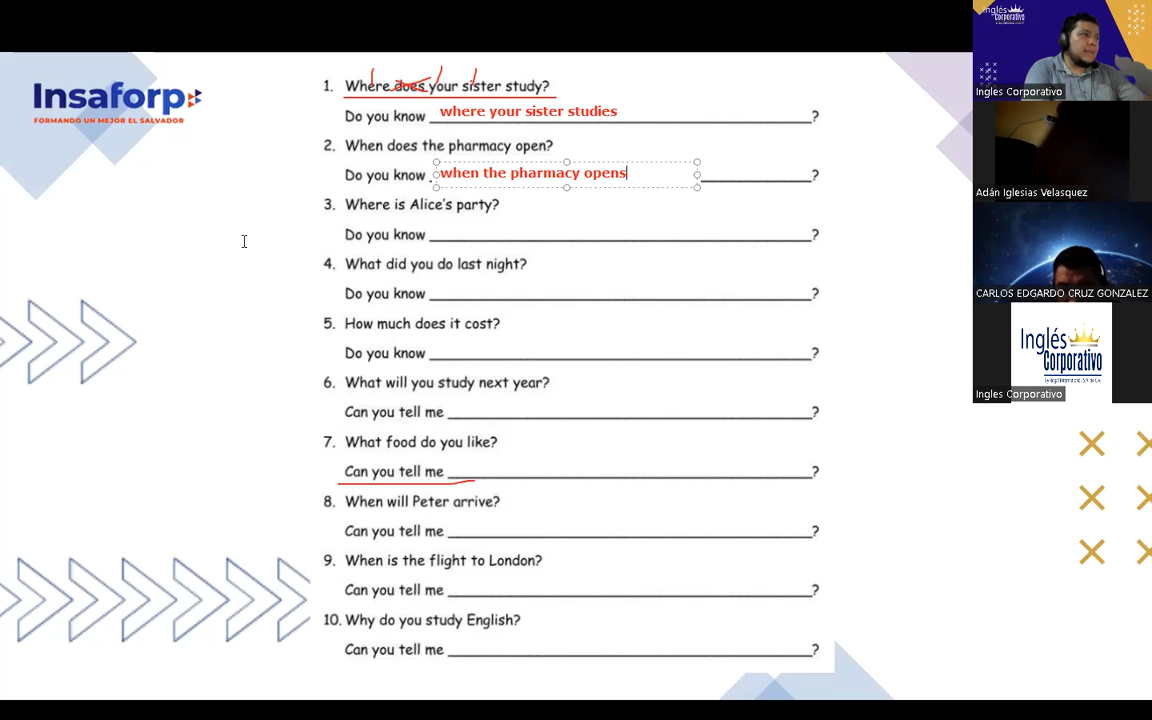 Insaforp
FORMANDO UN MEJOR EL SALVADOR
1. Where does your sister study?
Do you know where your sister studies ?
2. When does the pharmacy open?
Do you know when the pharmacy opens ?
3. Where is Alice's party?
Do you know ?
4. What did you do last night?
Do you know ?
5. How much does it cost?
Do you know ?
6. What will you study next year?
Can you tell me ?
7. What food do you like?
Can you tell me ?
8. When will Peter arrive?
Can you tell me ?
9. When is the flight to London?
Can you tell me ?
10. Why do you study English?
Can you tell me ?
Inglés
Corporativo
Ingles Corporativo
Adán Iglesias Velasquez
CARLOS EDGARDO CRUZ GONZALEZ
Inglés
Corporativo
Ingles Corporativo